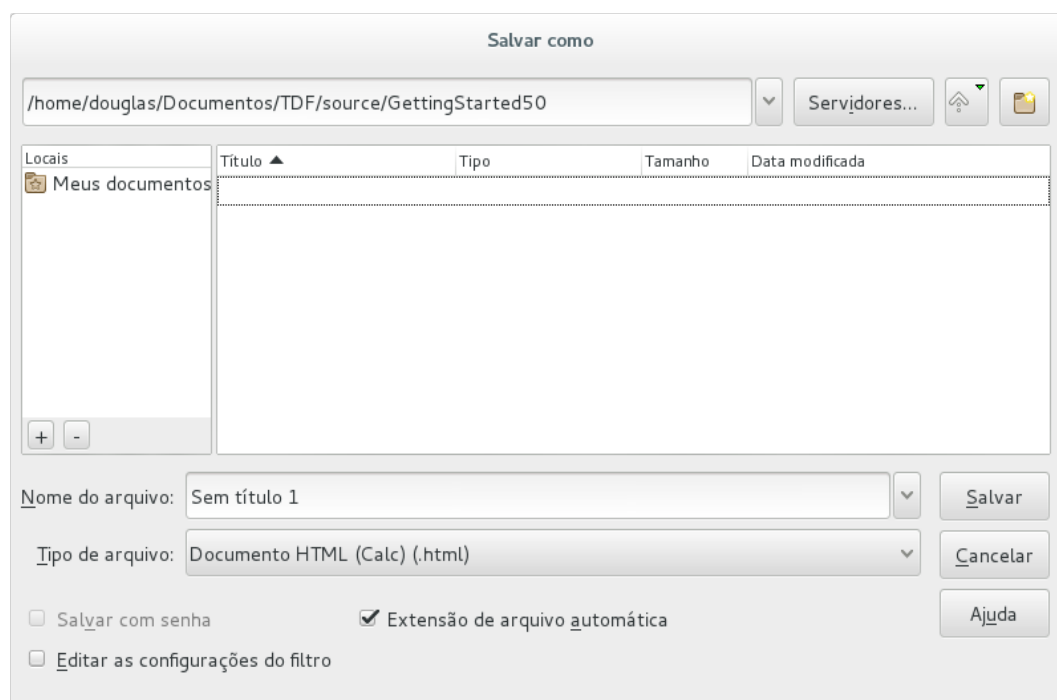 Salvar como
/home/douglas/Documentos/TDF/source/GettingStarted50
Servidores...
Locais
Título
Tipo
Tamanho
Data modificada
Meus documentos
+ -
Nome do arquivo: Sem título 1
Salvar
Tipo de arquivo: Documento HTML (Calc) (.html)
Cancelar
Salvar com senha
Extensão de arquivo automática
Ajuda
Editar as configurações do filtro